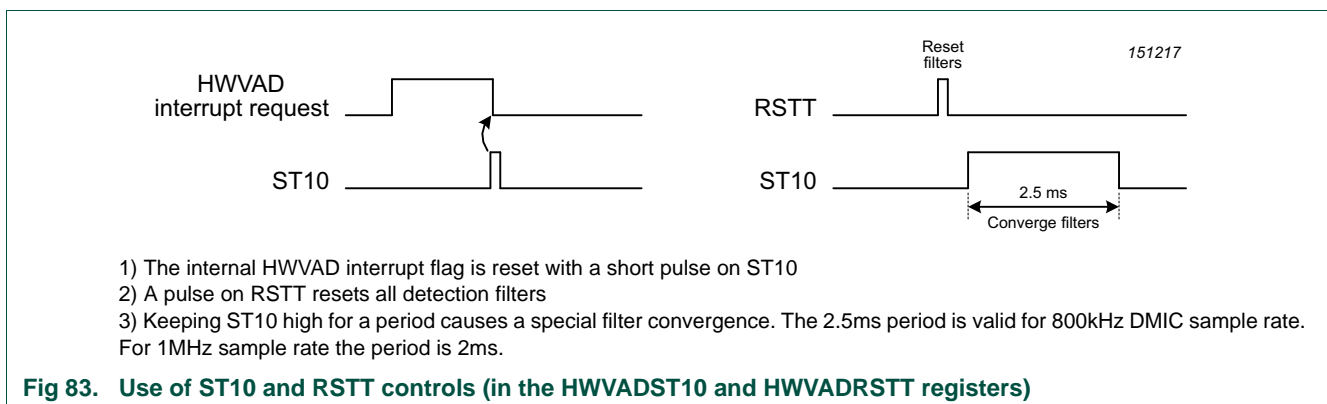 HWVAD
interrupt request
ST10
Reset
filters
151217
RSTT
ST10
2.5 ms
Converge filters
1) The internal HWVAD interrupt flag is reset with a short pulse on ST10
2) A pulse on RSTT resets all detection filters
3) Keeping ST10 high for a period causes a special filter convergence. The 2.5ms period is valid for 800kHz DMIC sample rate.
For 1MHz sample rate the period is 2ms.
Fig 83. Use of ST10 and RSTT controls (in the HWVADST10 and HWVADRSTT registers)